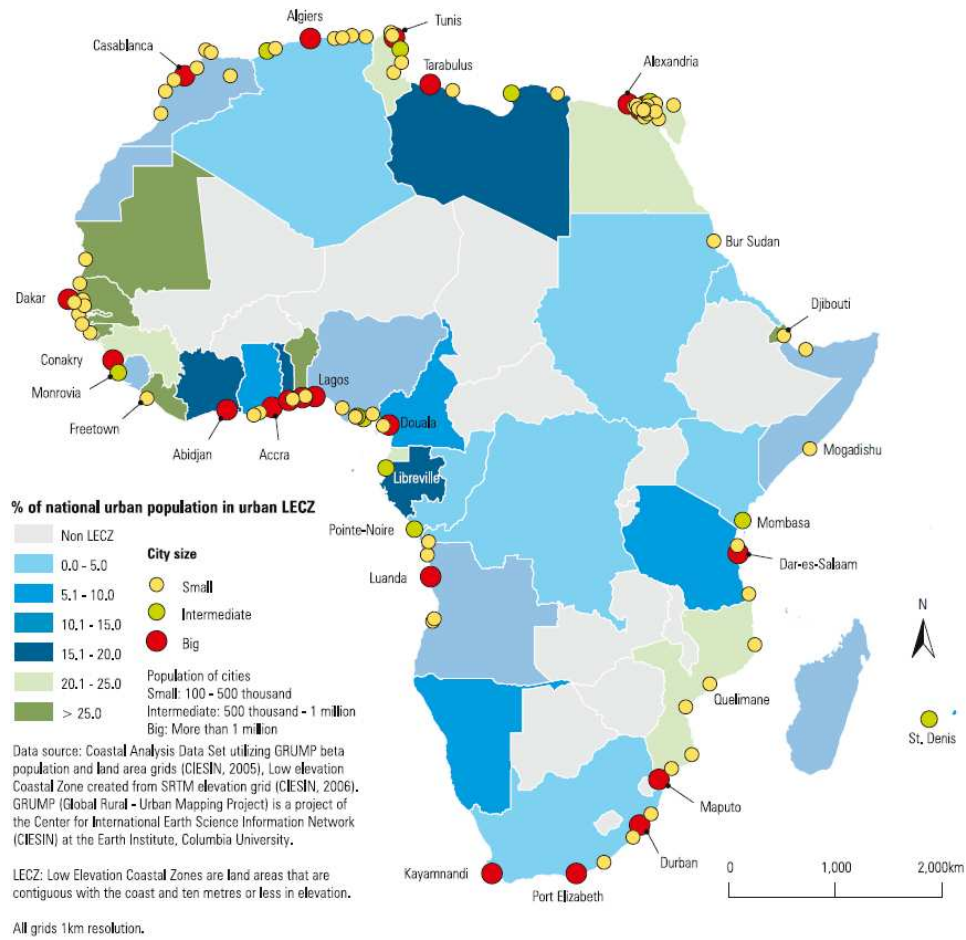 Algiers
Tunis
Casablanca
Tarabulus
Alexandria
Bur Sudan
Dakar
Djibouti
Conakry
Monrovia
Lagos
Freetown
Douala
Abidjan
Accra
Mogadishu
Libreville
% of national urban population in urban LECZ
Non LECZ
0.0 - 5.0
5.1 - 10.0
10.1 - 15.0
15.1 - 20.0
20.1 - 25.0
> 25.0
City size
Small
Intermediate
Big
Population of cities
Small: 100 - 500 thousand
Intermediate: 500 thousand - 1 million
Big: More than 1 million
Pointe-Noire
Mombasa
Dar-es-Salaam
Luanda
N
Quelimane
St. Denis
Data source: Coastal Analysis Data Set utilizing GRUMP beta
population and land area grids (CIESIN, 2005), Low elevation
Coastal Zone created from SRTM elevation grid (CIESIN, 2006).
GRUMP (Global Rural - Urban Mapping Project) is a project of
the Center for International Earth Science Information Network
(CIESIN) at the Earth Institute, Columbia University.
Maputo
Durban
Kayamnandi
Port Elizabeth
0 1,000 2,000km
LECZ: Low Elevation Coastal Zones are land areas that are
contiguous with the coast and ten metres or less in elevation.
All grids 1km resolution.